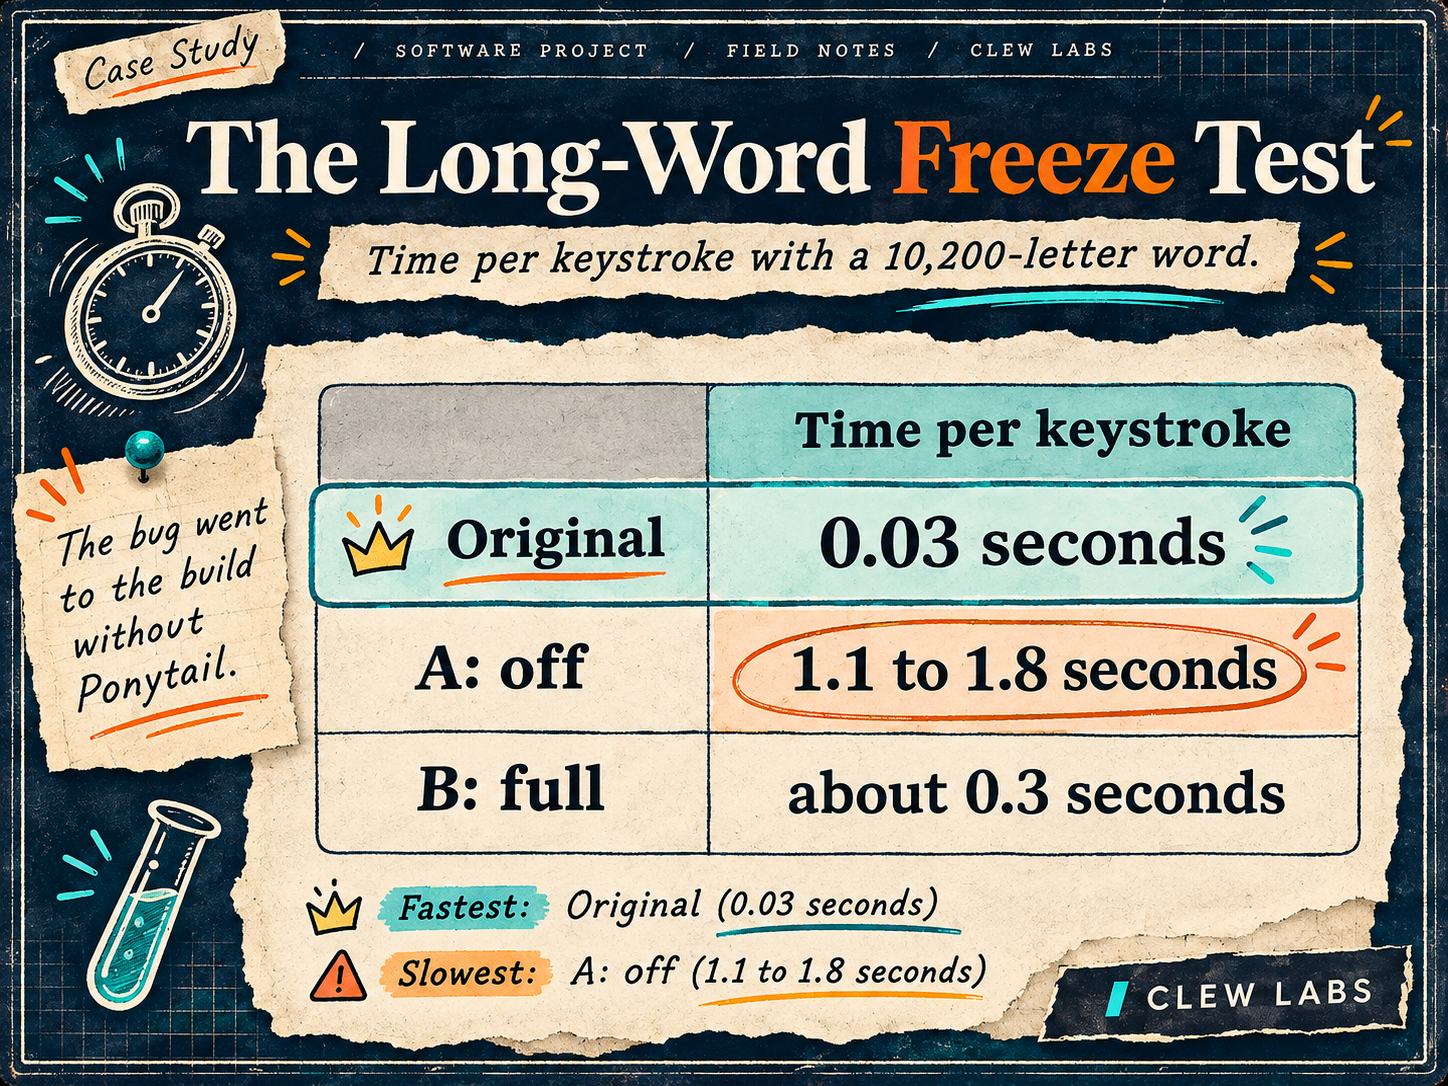 Case Study
/ SOFTWARE PROJECT / FIELD NOTES / CLEW LABS
The Long-Word Freeze Test
Time per keystroke with a 10,200-letter word.
The bug went
to the build
without
Ponytail.
Time per keystroke
Original 0.03 seconds
A: off 1.1 to 1.8 seconds
B: full about 0.3 seconds
Fastest: Original (0.03 seconds)
Slowest: A: off (1.1 to 1.8 seconds)
CLEW LABS